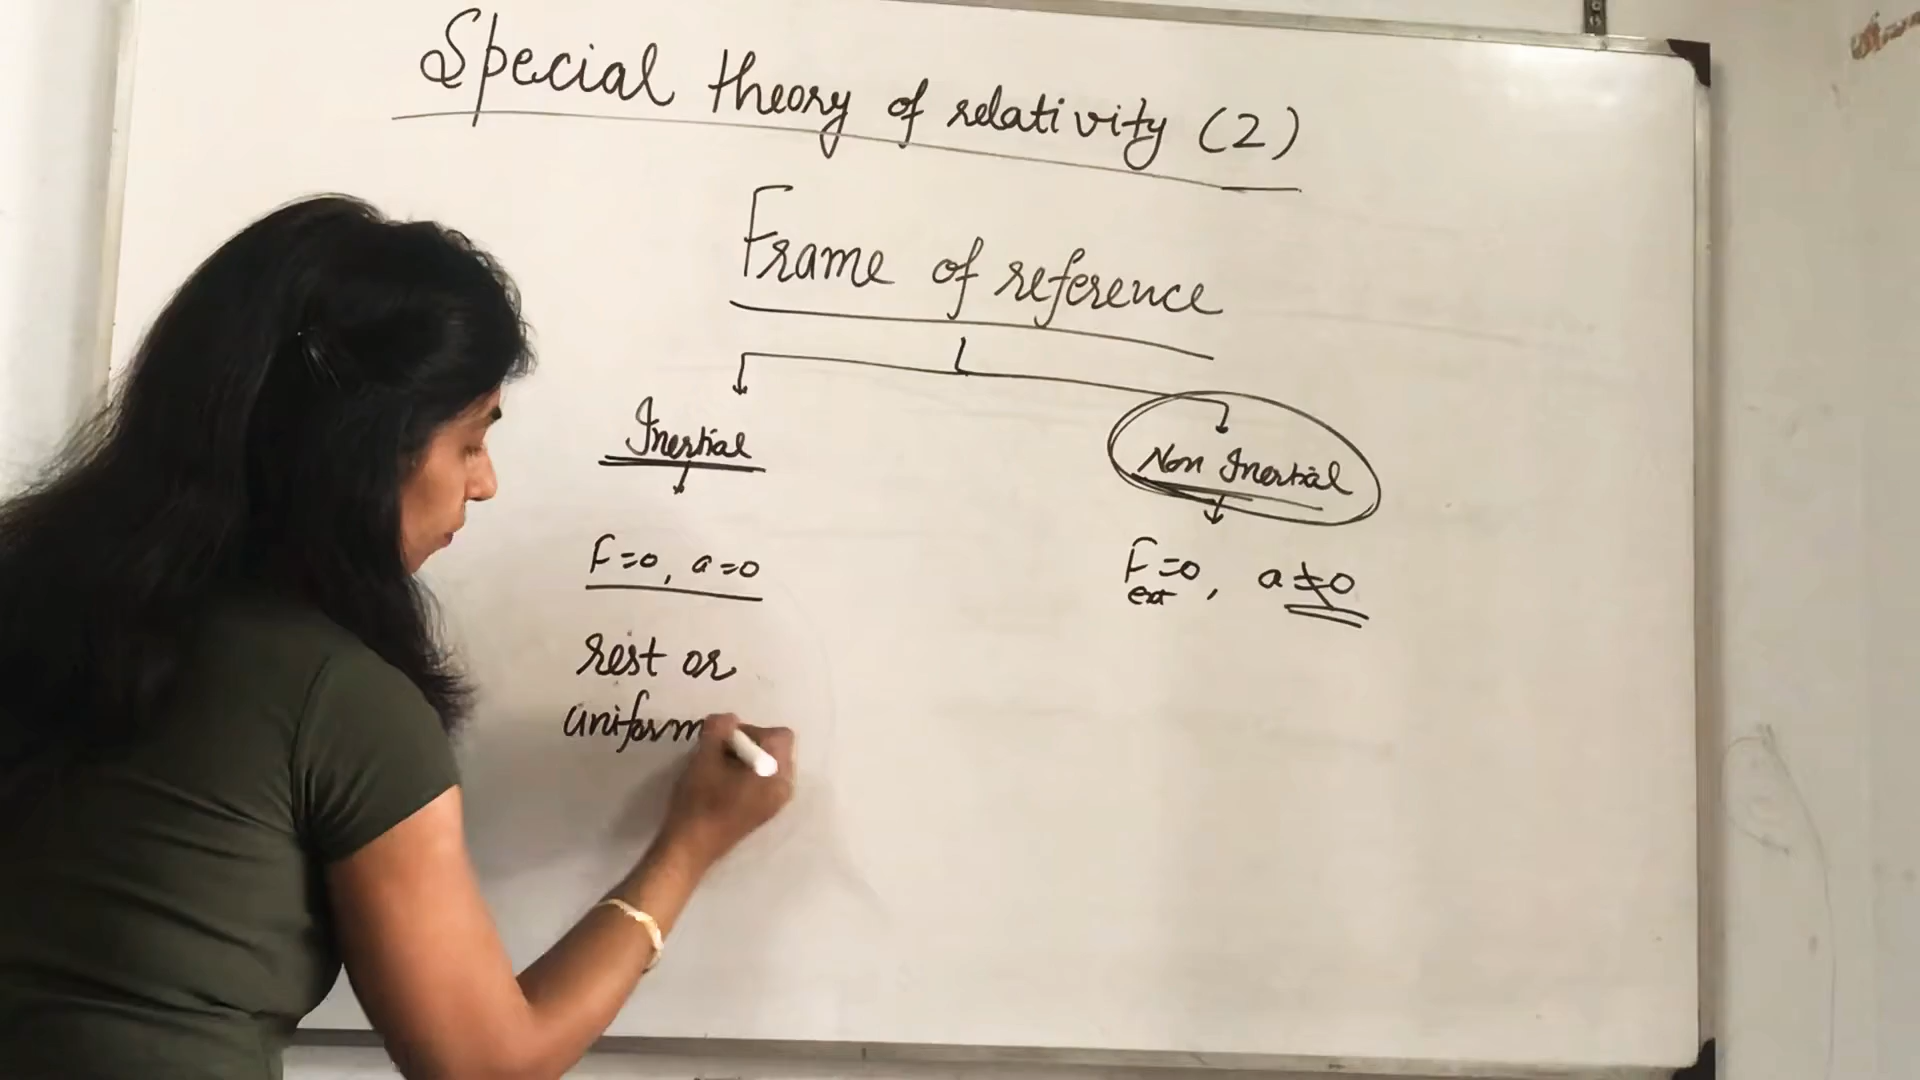 Special theory of relativity (2)
Frame of reference
Inertial
Non Inertial
F=0, a=0
F ext =0, a≠0
rest or
uniform